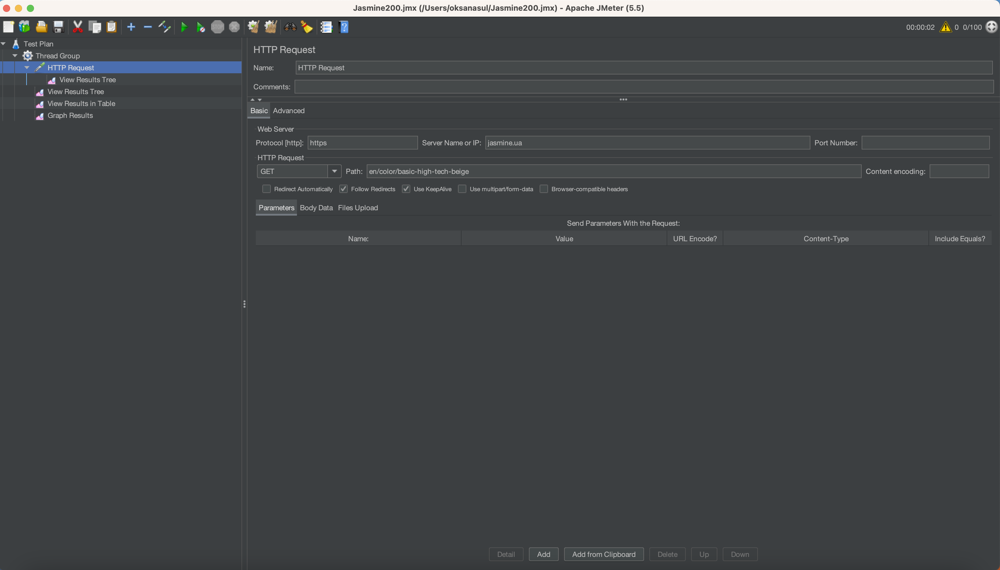 Jasmine200.jmx (/Users/oksanasul/Jasmine200.jmx) - Apache JMeter (5.5)
STOP
?
00:00:02 0 0/100
Test Plan
Thread Group
HTTP Request
View Results Tree
View Results Tree
View Results in Table
Graph Results
HTTP Request
Name: HTTP Request
Comments:
Basic Advanced
Web Server
Protocol [http]: https Server Name or IP: jasmine.ua Port Number:
HTTP Request
GET Path: en/color/basic-high-tech-beige Content encoding:
Redirect Automatically Follow Redirects Use KeepAlive Use multipart/form-data Browser-compatible headers
Parameters Body Data Files Upload
Send Parameters With the Request:
Name: Value URL Encode? Content-Type Include Equals?
Detail Add Add from Clipboard Delete Up Down